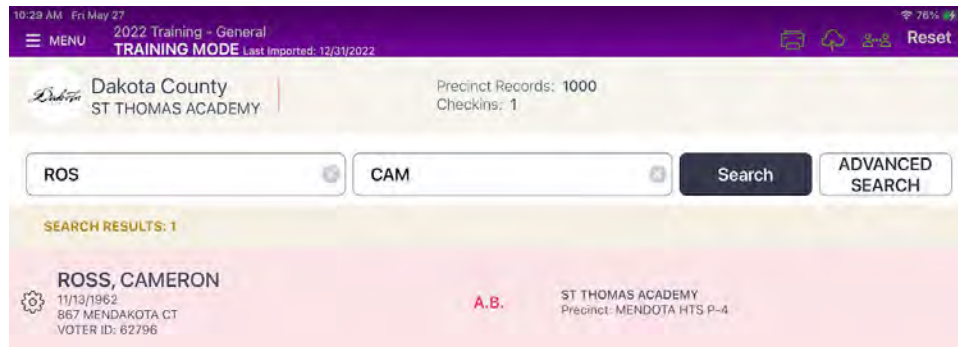 10:29 AM Fri May 27
76%
MENU
2022 Training - General
TRAINING MODE Last Imported: 12/31/2022
Reset
Dakota
Dakota County
ST THOMAS ACADEMY
Precinct Records: 1000
Checkins: 1
ROS
CAM
Search
ADVANCED
SEARCH
SEARCH RESULTS: 1
ROSS, CAMERON
11/13/1962
867 MENDAKOTA CT
VOTER ID: 62796
A.B.
ST THOMAS ACADEMY
Precinct: MENDOTA HTS P-4